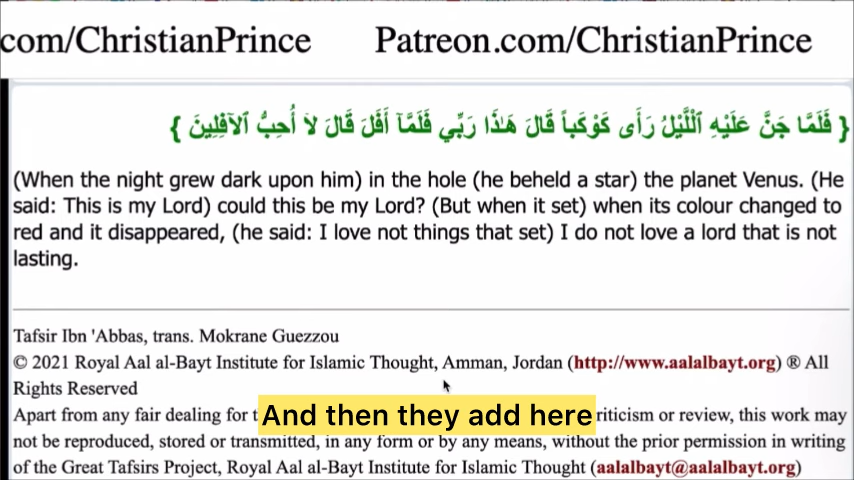 com/ChristianPrince Patreon.com/ChristianPrince
{ فَلَمَّا جَنَّ عَلَيْهِ ٱلْلَّيْلُ رَأَى كَوْكَباً قَالَ هَـٰذَا رَبِّي فَلَمَّآ أَفَلَ قَالَ لاۤ أُحِبُّ ٱلآفِلِينَ }
(When the night grew dark upon him) in the hole (he beheld a star) the planet Venus. (He
said: This is my Lord) could this be my Lord? (But when it set) when its colour changed to
red and it disappeared, (he said: I love not things that set) I do not love a lord that is not
lasting.
Tafsir Ibn 'Abbas, trans. Mokrane Guezzou
© 2021 Royal Aal al-Bayt Institute for Islamic Thought, Amman, Jordan (http://www.aalalbayt.org) ® All
Rights Reserved
Apart from any fair dealing for And then they add here riticism or review, this work may
not be reproduced, stored or transmitted, in any form or by any means, without the prior permission in writing
of the Great Tafsirs Project, Royal Aal al-Bayt Institute for Islamic Thought (aalalbayt@aalalbayt.org)